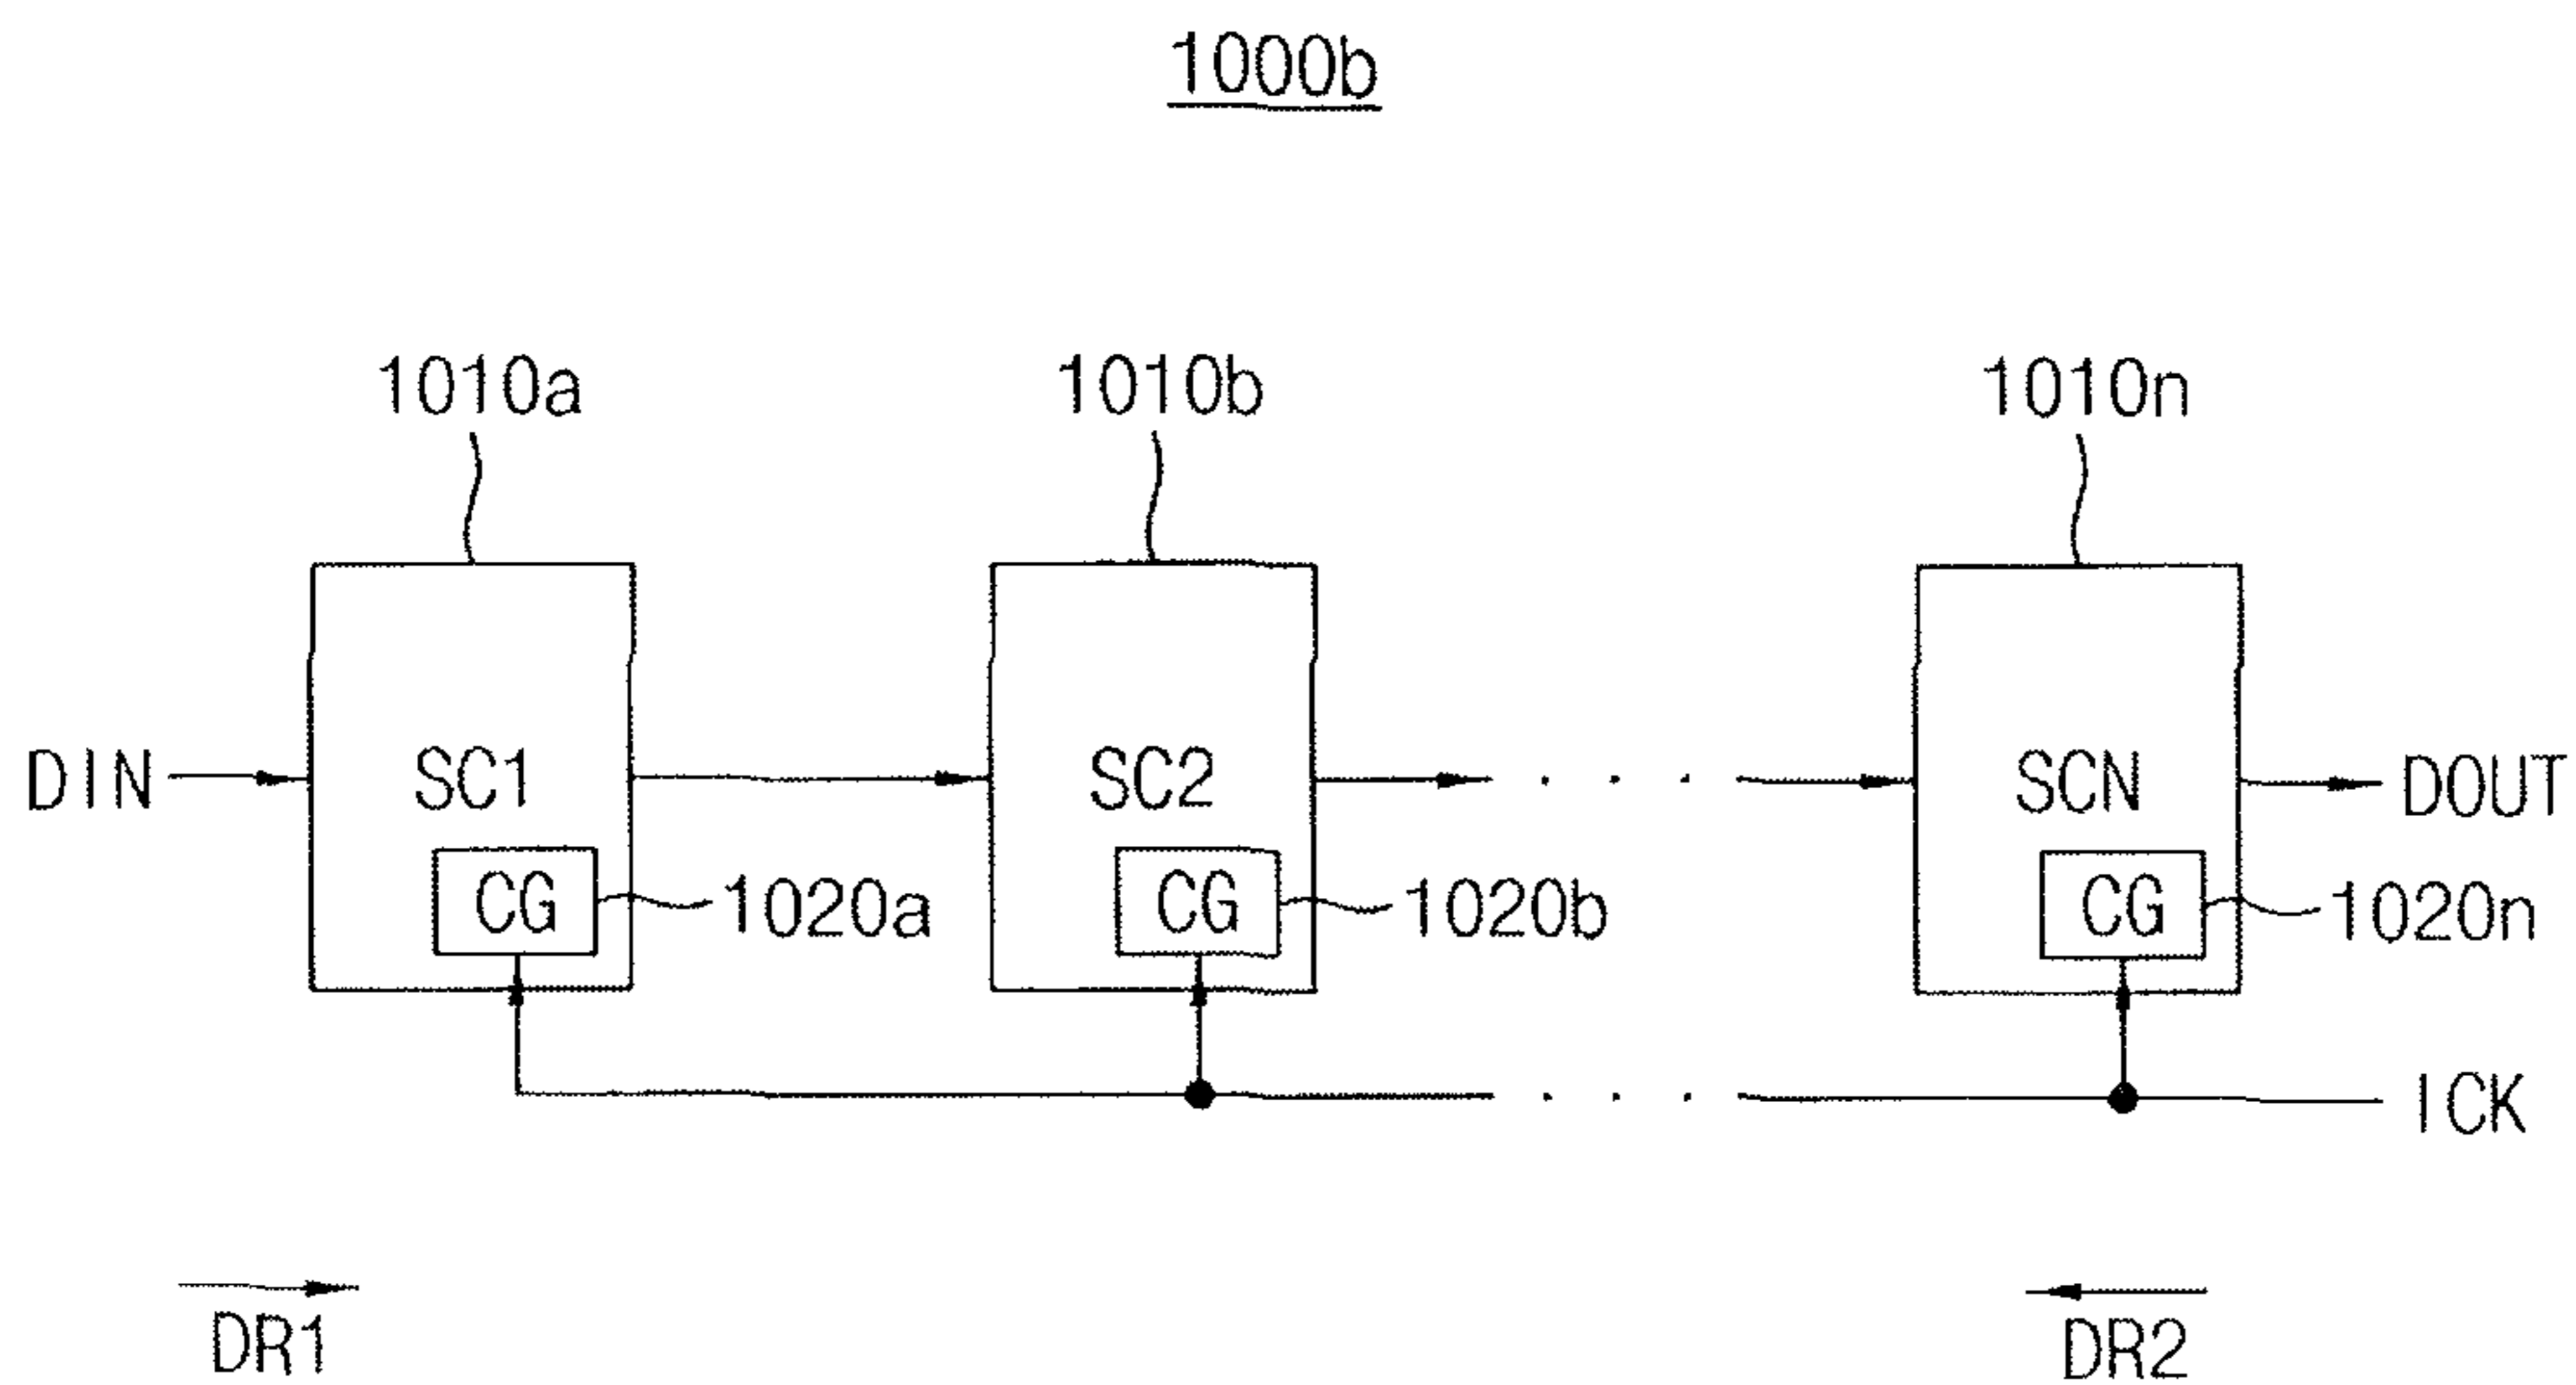 1000b
1010a 1010b 1010n
DIN SC1 SC2 . . . SCN DOUT
CG 1020a CG 1020b CG 1020n
. . . ICK
DR1 DR2